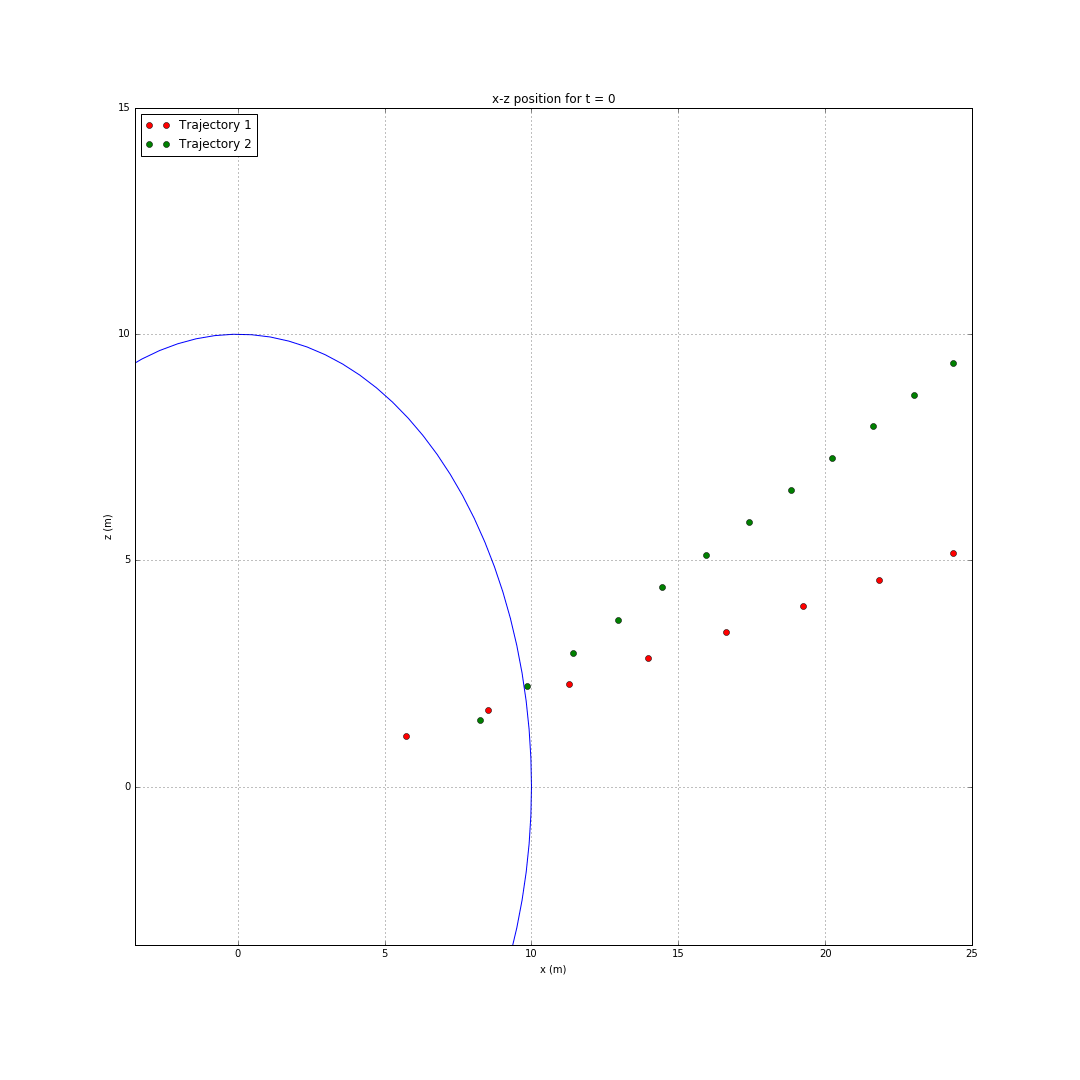 x-z position for t = 0
15
Trajectory 1
Trajectory 2
10
z (m)
5
0
0 5 10 15 20 25
x (m)